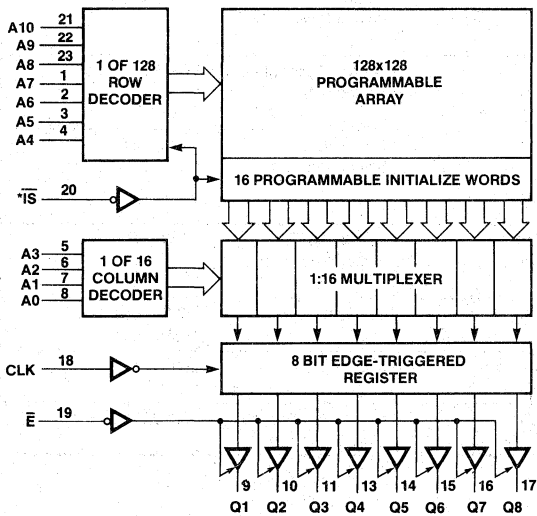 A10 21
A9 22
A8 23
A7 1
A6 2
A5 3
A4 4
1 OF 128
ROW
DECODER
128x128
PROGRAMMABLE
ARRAY
16 PROGRAMMABLE INITIALIZE WORDS
*I̅S̅ 20
A3 5
A2 6
A1 7
A0 8
1 OF 16
COLUMN
DECODER
1:16 MULTIPLEXER
CLK 18
8 BIT EDGE-TRIGGERED
REGISTER
E̅ 19
9 10 11 13 14 15 16 17
Q1 Q2 Q3 Q4 Q5 Q6 Q7 Q8